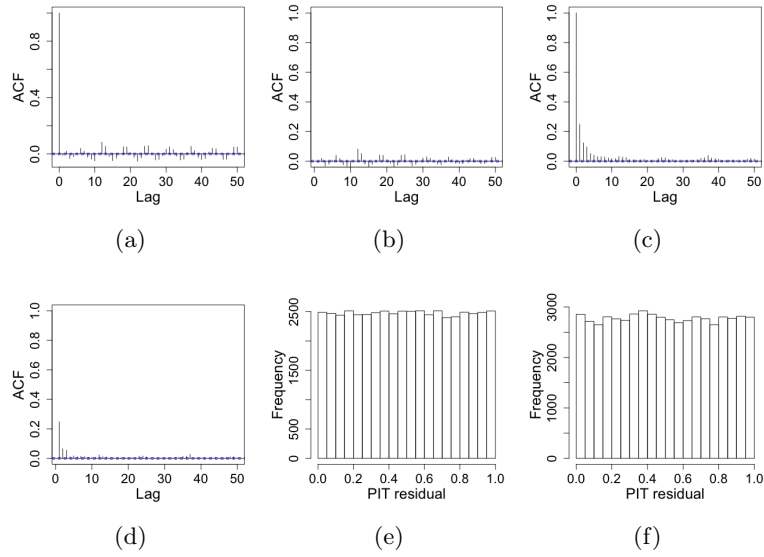 ACF
0.0 0.4 0.8
0 10 20 30 40 50
Lag
(a)
ACF
0.0 0.2 0.4 0.6 0.8 1.0
0 10 20 30 40 50
Lag
(b)
ACF
0.0 0.2 0.4 0.6 0.8 1.0
0 10 20 30 40 50
Lag
(c)
ACF
0.0 0.2 0.4 0.6 0.8 1.0
0 10 20 30 40 50
Lag
(d)
Frequency
0 500 1500 2500
0.0 0.2 0.4 0.6 0.8 1.0
PIT residual
(e)
Frequency
0 1000 2000 3000
0.0 0.2 0.4 0.6 0.8 1.0
PIT residual
(f)